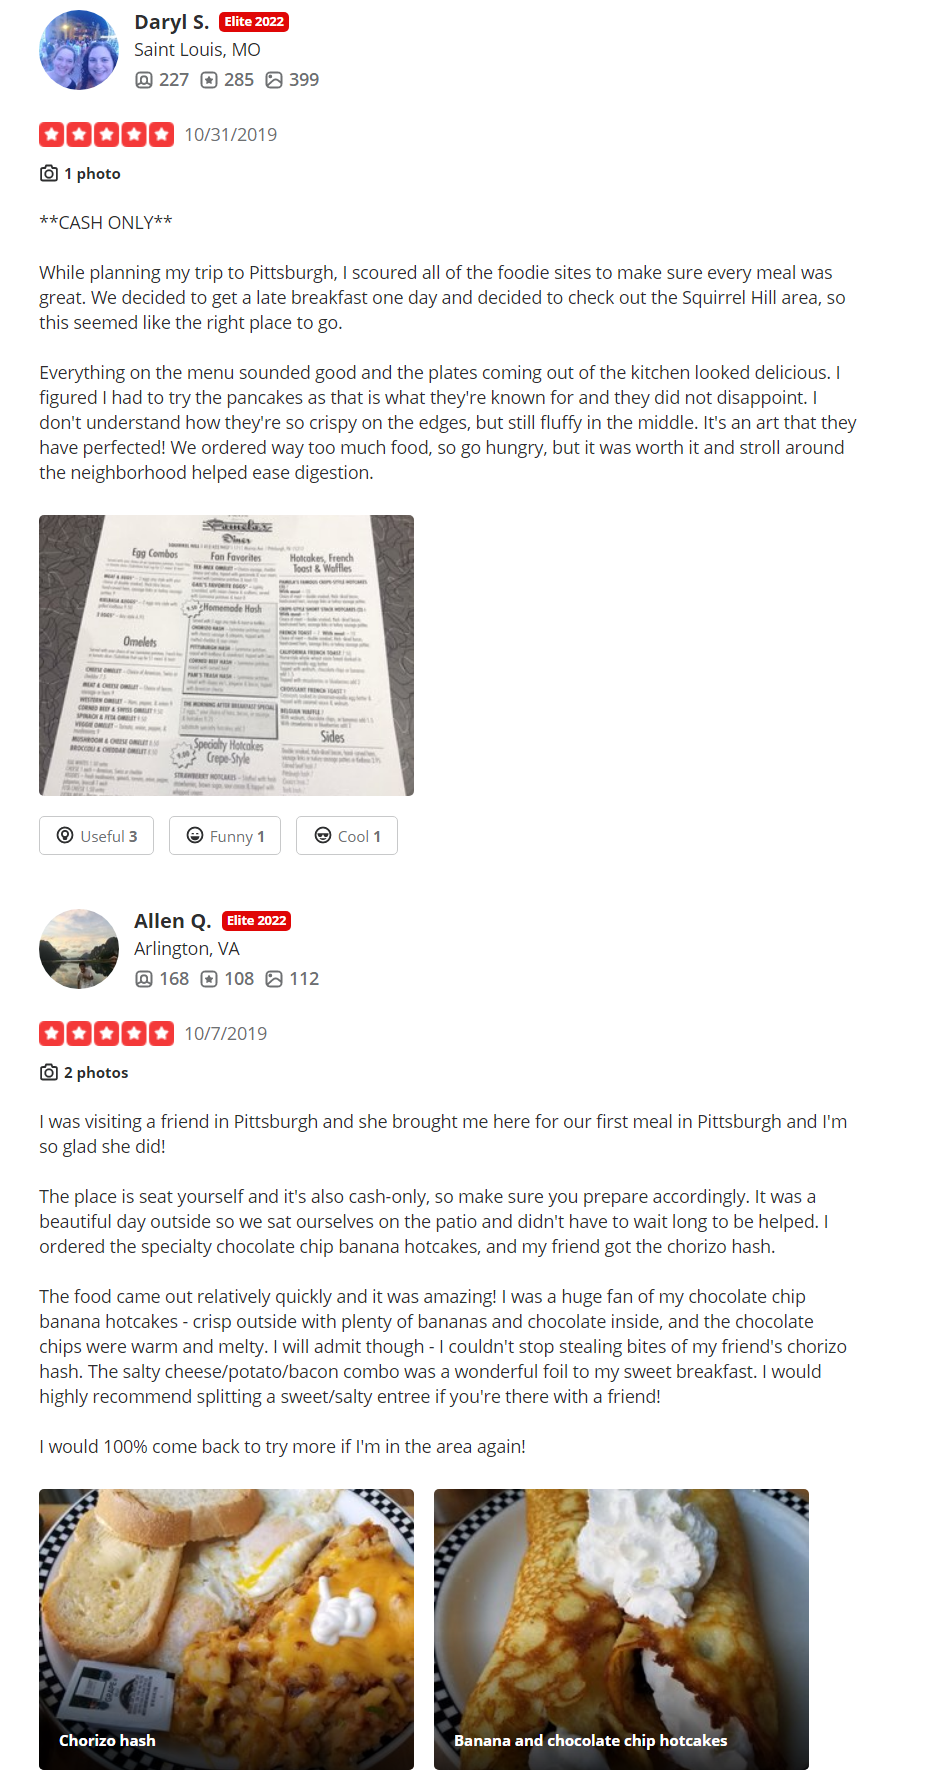 Daryl S. Elite 2022
Saint Louis, MO
227 285 399
10/31/2019
1 photo
**CASH ONLY**
While planning my trip to Pittsburgh, I scoured all of the foodie sites to make sure every meal was
great. We decided to get a late breakfast one day and decided to check out the Squirrel Hill area, so
this seemed like the right place to go.
Everything on the menu sounded good and the plates coming out of the kitchen looked delicious. I
figured I had to try the pancakes as that is what they're known for and they did not disappoint. I
don't understand how they're so crispy on the edges, but still fluffy in the middle. It's an art that they
have perfected! We ordered way too much food, so go hungry, but it was worth it and stroll around
the neighborhood helped ease digestion.
Pamela's
Diner
Egg Combos
Fan Favorites
Hotcakes, French
Toast & Waffles
Homemade Hash
Omelets
Specialty Hotcakes
Crepe-Style
Sides
STRAWBERRY HOTCAKES
Useful 3 Funny 1 Cool 1
Allen Q. Elite 2022
Arlington, VA
168 108 112
10/7/2019
2 photos
I was visiting a friend in Pittsburgh and she brought me here for our first meal in Pittsburgh and I'm
so glad she did!
The place is seat yourself and it's also cash-only, so make sure you prepare accordingly. It was a
beautiful day outside so we sat ourselves on the patio and didn't have to wait long to be helped. I
ordered the specialty chocolate chip banana hotcakes, and my friend got the chorizo hash.
The food came out relatively quickly and it was amazing! I was a huge fan of my chocolate chip
banana hotcakes - crisp outside with plenty of bananas and chocolate inside, and the chocolate
chips were warm and melty. I will admit though - I couldn't stop stealing bites of my friend's chorizo
hash. The salty cheese/potato/bacon combo was a wonderful foil to my sweet breakfast. I would
highly recommend splitting a sweet/salty entree if you're there with a friend!
I would 100% come back to try more if I'm in the area again!
Chorizo hash
Banana and chocolate chip hotcakes